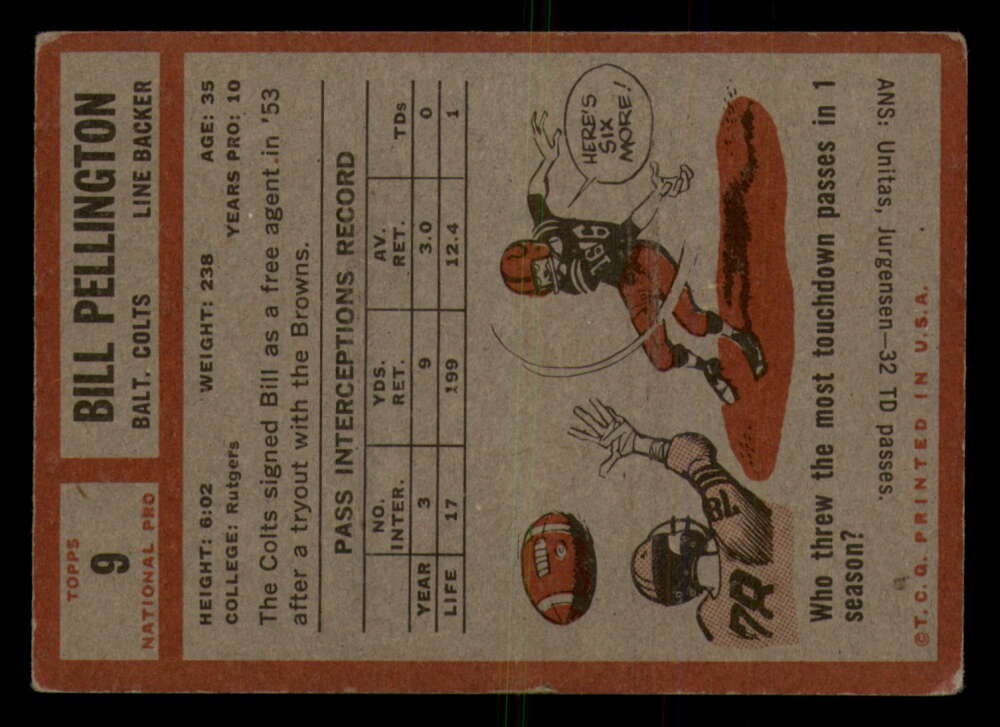 TOPPS
9
NATIONAL PRO
BILL PELLINGTON
BALT. COLTS LINE BACKER
HEIGHT: 6:02 WEIGHT: 238 AGE: 35
COLLEGE: Rutgers YEARS PRO: 10
The Colts signed Bill as a free agent in '53
after a tryout with the Browns.
PASS INTERCEPTIONS RECORD
NO. YDS. AV.
INTER. RET. RET. TDs
YEAR 3 9 3.0 0
LIFE 17 199 12.4 1
HERE'S
SIX
MORE!
Who threw the most touchdown passes in 1
season?
ANS: Unitas, Jurgensen—32 TD passes.
©T.C.G. PRINTED IN U.S.A.